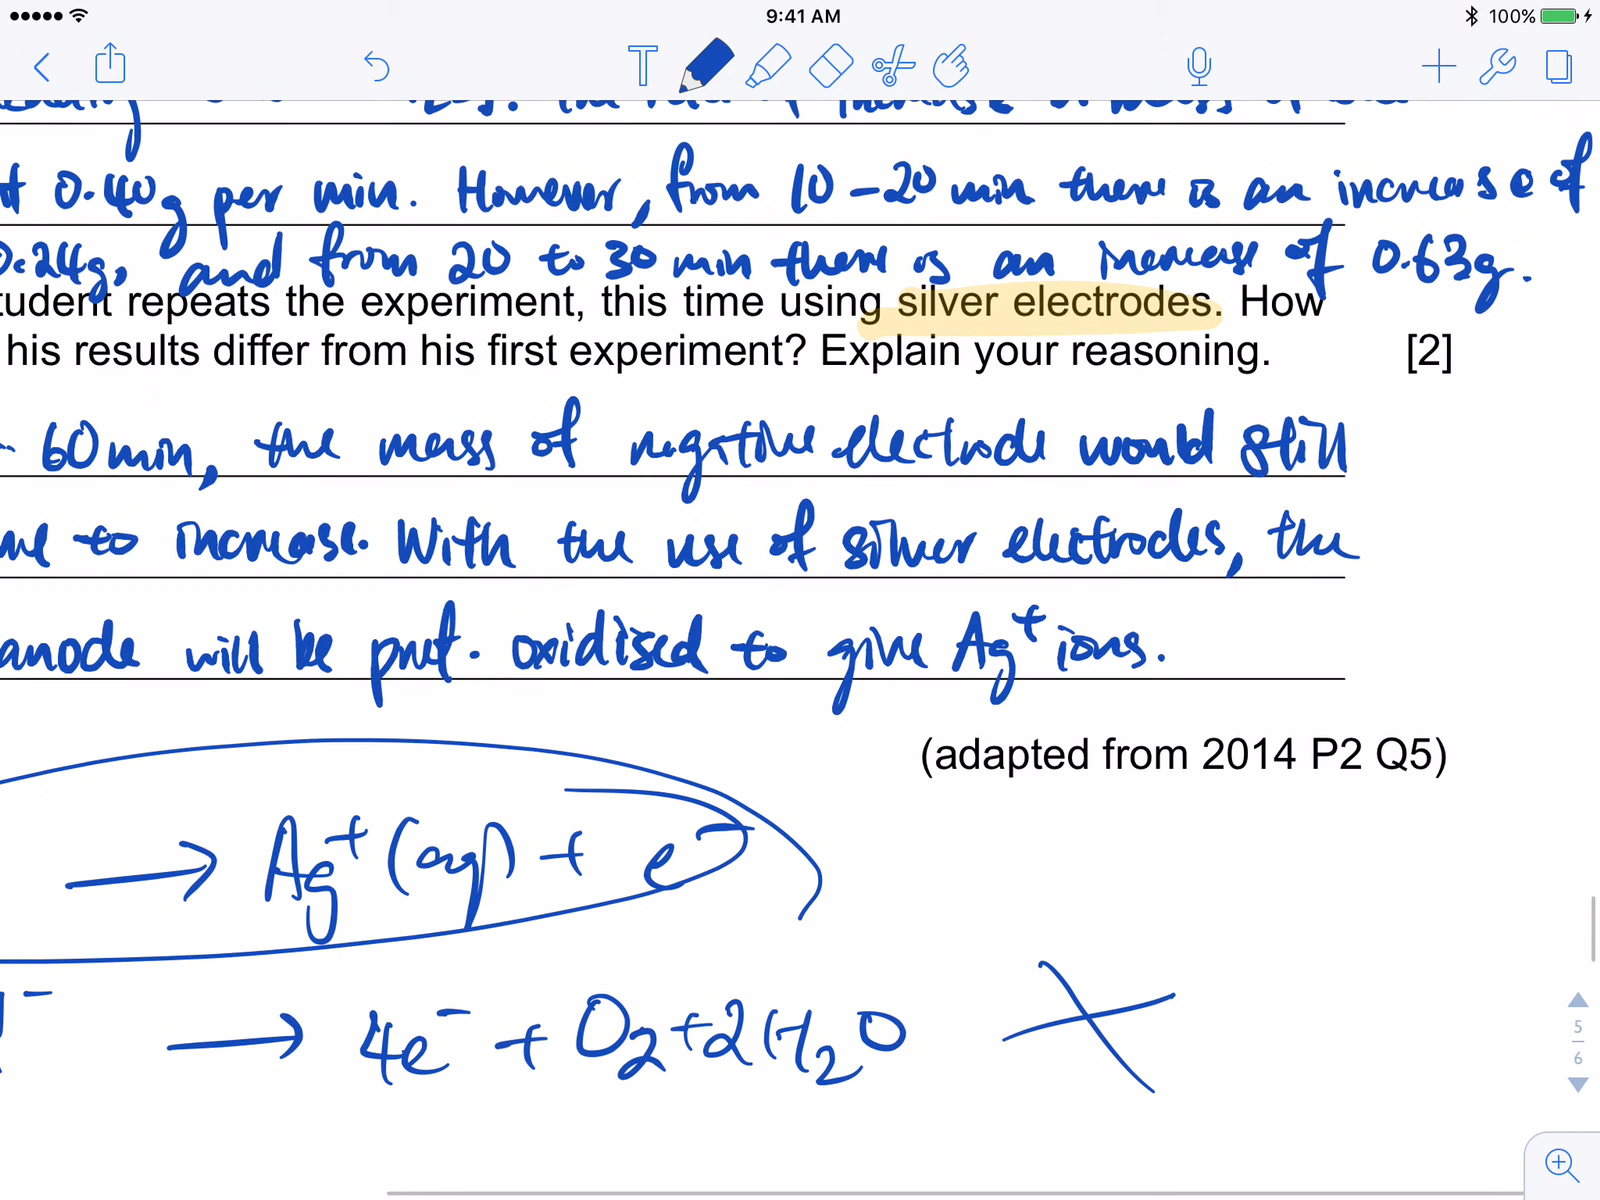 9:41 AM
100%
T
0.40g per min. However, from 10-20 min there is an increase of
0.24g, and from 20 to 30 min there is an increase of 0.63g.
tudent repeats the experiment, this time using silver electrodes. How
his results differ from his first experiment? Explain your reasoning. [2]
60 min, the mass of negative electrode would still
to increase. With the use of silver electrodes, the
anode will be pref. oxidised to give Ag⁺ ions.
(adapted from 2014 P2 Q5)
→ Ag⁺(aq) + e⁻
→ 4e⁻ + O₂ + 2H₂O
5
6